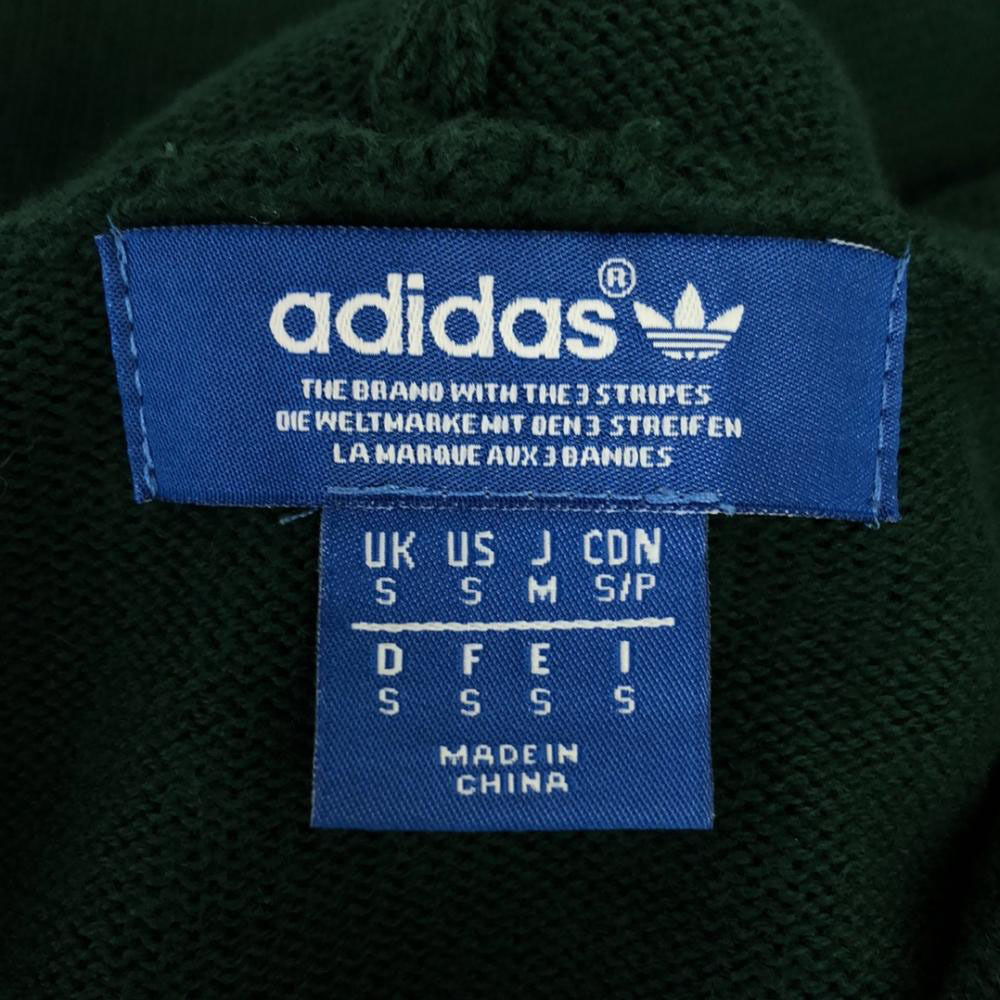 adidas®
THE BRAND WITH THE 3 STRIPES
DIE WELTMARKE MIT DEN 3 STREIFEN
LA MARQUE AUX 3 BANDES
UK US J CDN
S S M S/P
D F E I
S S S S
MADE IN
CHINA